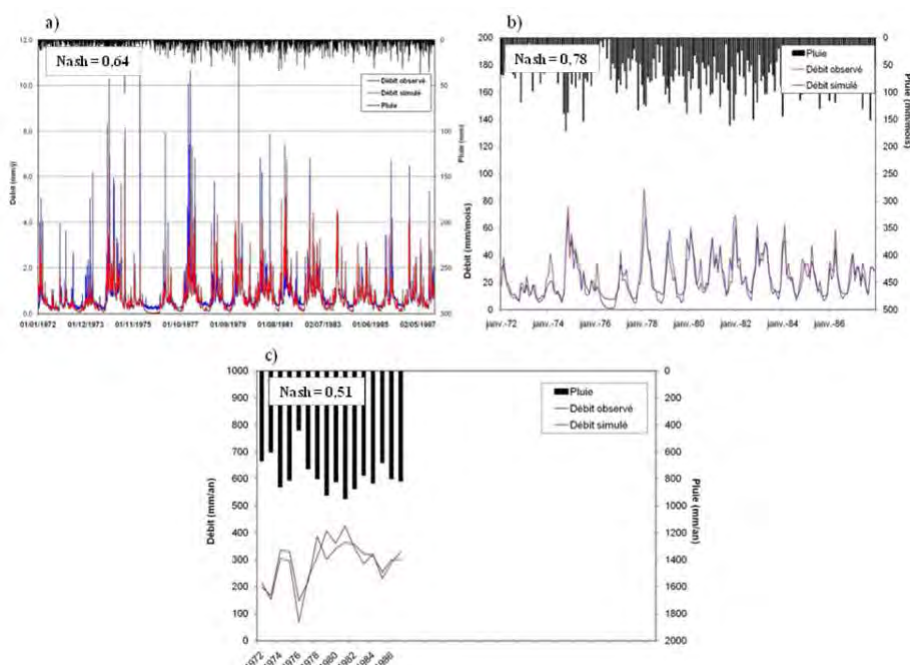 a)
12.0
10.0
8.0
6.0
4.0
2.0
0.0
Débit (mm/j)
Nash = 0,64
Débit observé
Débit simulé
Pluie
0
50
100
150
200
250
300
Pluie (mm)
01/01/1972
01/12/1973
01/11/1975
01/10/1977
01/09/1979
01/08/1981
02/07/1983
01/06/1985
02/05/1987
b)
200
180
160
140
120
100
80
60
40
20
0
Débit (mm/mois)
Nash = 0,78
Pluie
Débit observé
Débit simulé
0
50
100
150
200
300
400
450
500
Pluie
janv.-72
janv.-74
janv.-76
janv.-78
janv.-80
janv.-82
janv.-84
janv.-86
c)
1000
900
800
700
600
500
400
300
200
100
0
Débit (mm/an)
Nash = 0,51
Pluie
Débit observé
Débit simulé
0
200
400
600
800
1000
1200
1400
1600
1800
2000
Pluie (mm/an)
1974
1976
1978
1980
1982
1984
1986